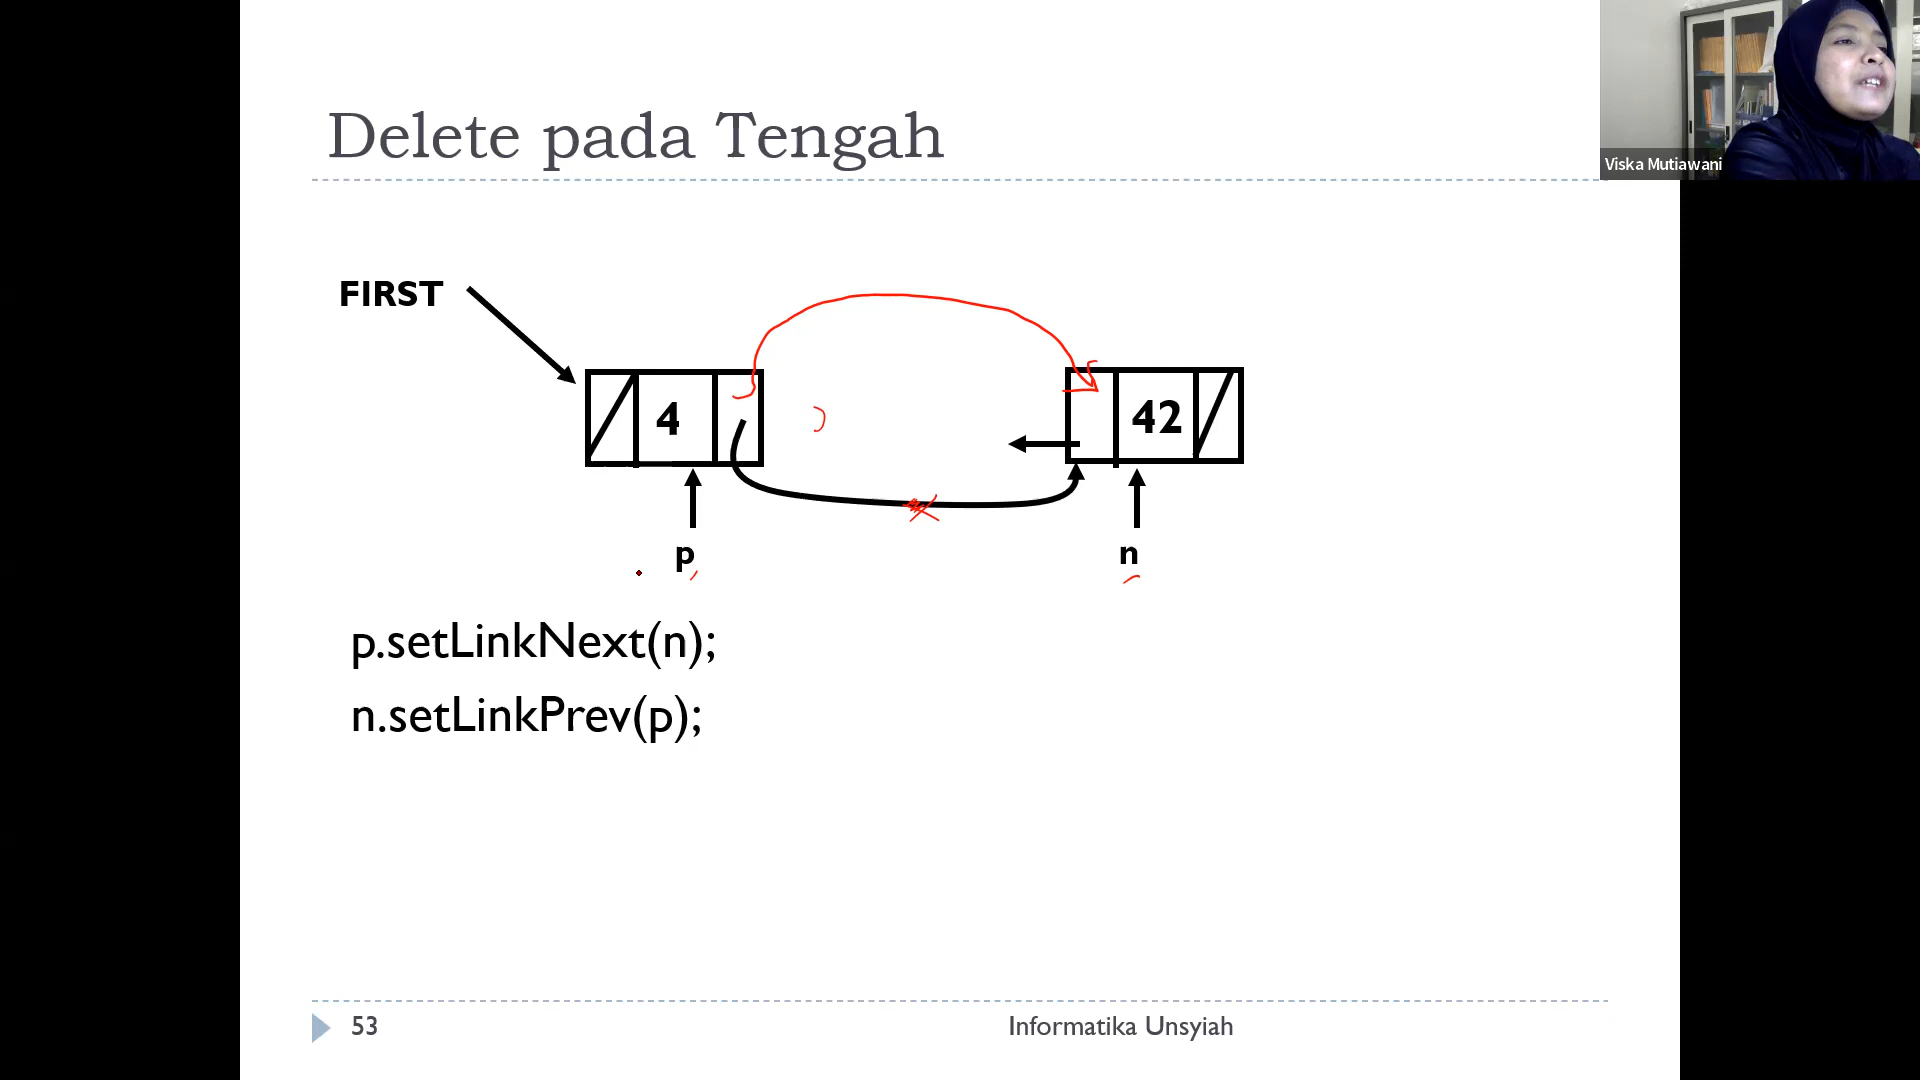 Viska Mutiawani
Delete pada Tengah
FIRST
4
42
p
n
p.setLinkNext(n);
n.setLinkPrev(p);
53
Informatika Unsyiah